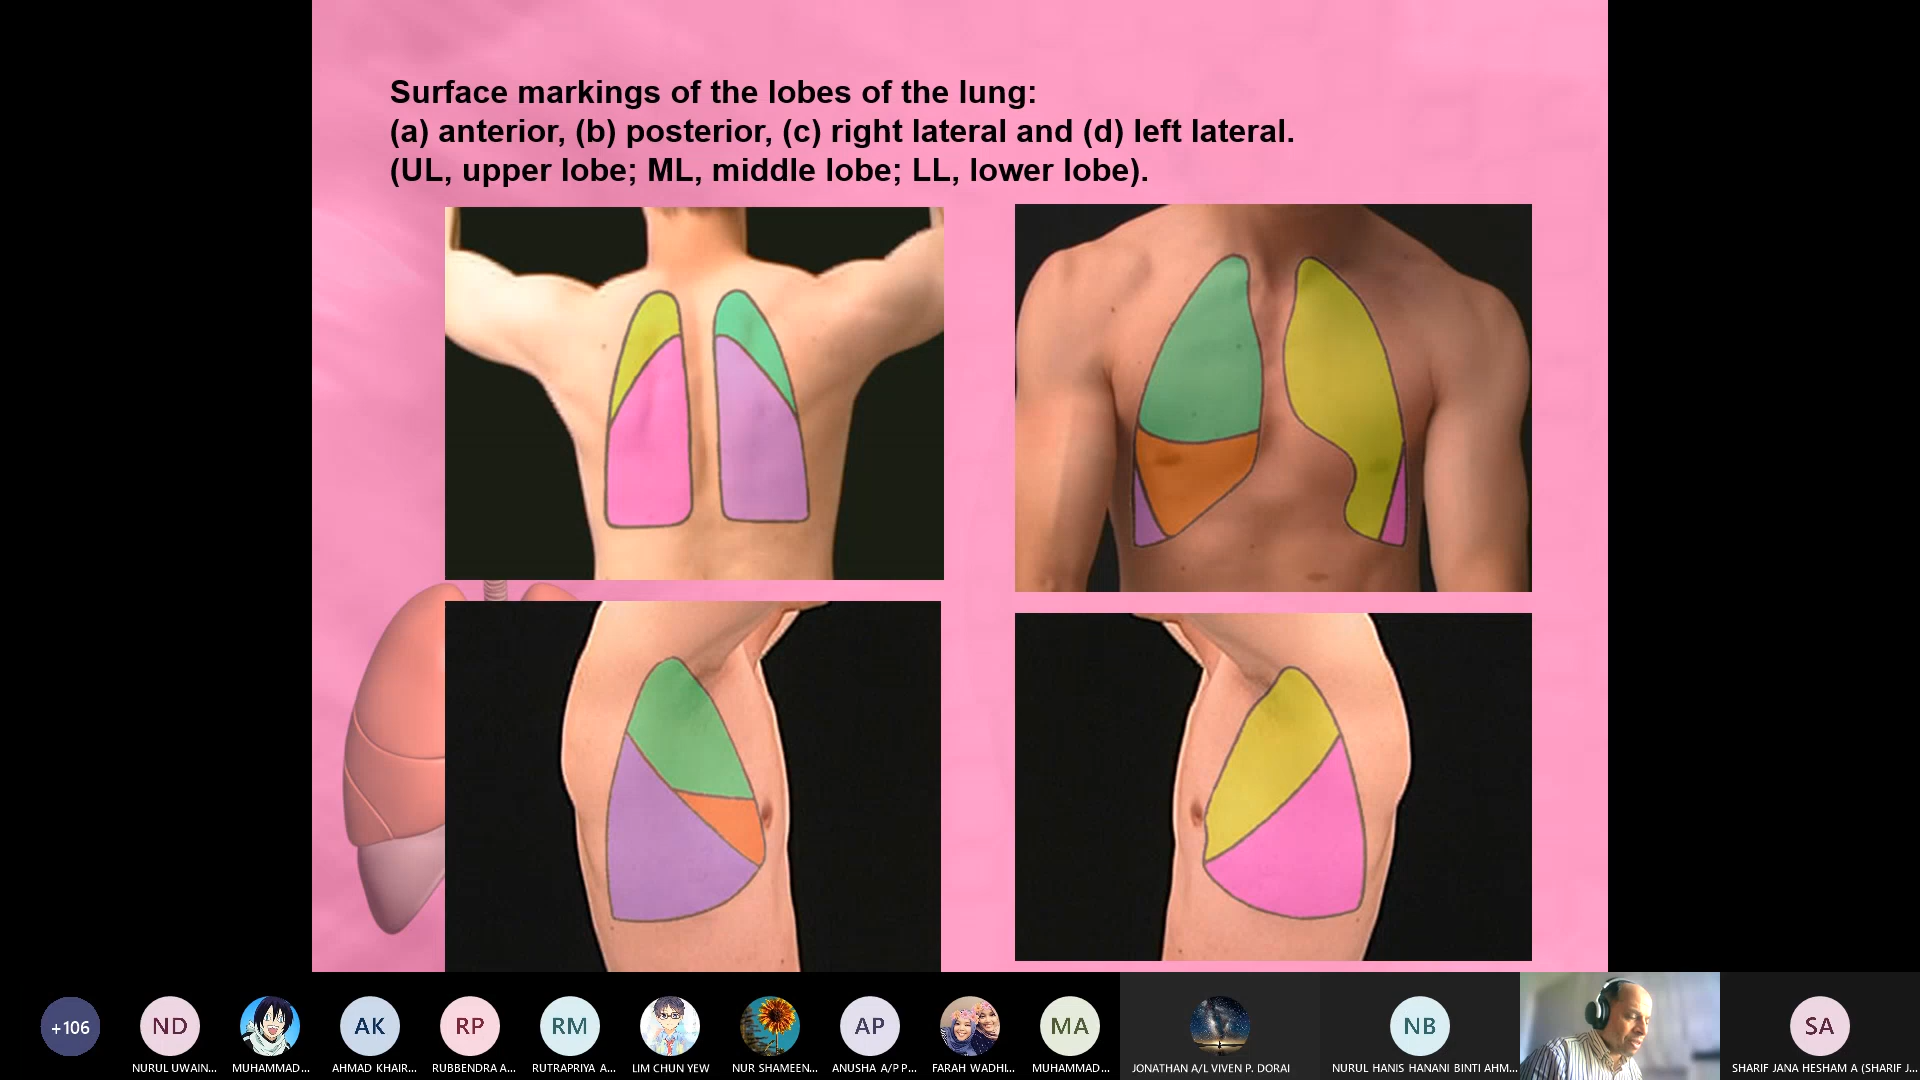 Surface markings of the lobes of the lung:
(a) anterior, (b) posterior, (c) right lateral and (d) left lateral.
(UL, upper lobe; ML, middle lobe; LL, lower lobe).
+106
ND
AK
RP
RM
AP
MA
NB
SA
NURUL UWAIN...
MUHAMMAD...
AHMAD KHAIR...
RUBBENDRA A...
RUTRAPRIYA A...
LIM CHUN YEW
NUR SHAMEEN...
ANUSHA A/P P...
FARAH WADHI...
MUHAMMAD...
JONATHAN A/L VIVEN P. DORAI
NURUL HANIS HANANI BINTI AHM...
SHARIF JANA HESHAM A (SHARIF J...